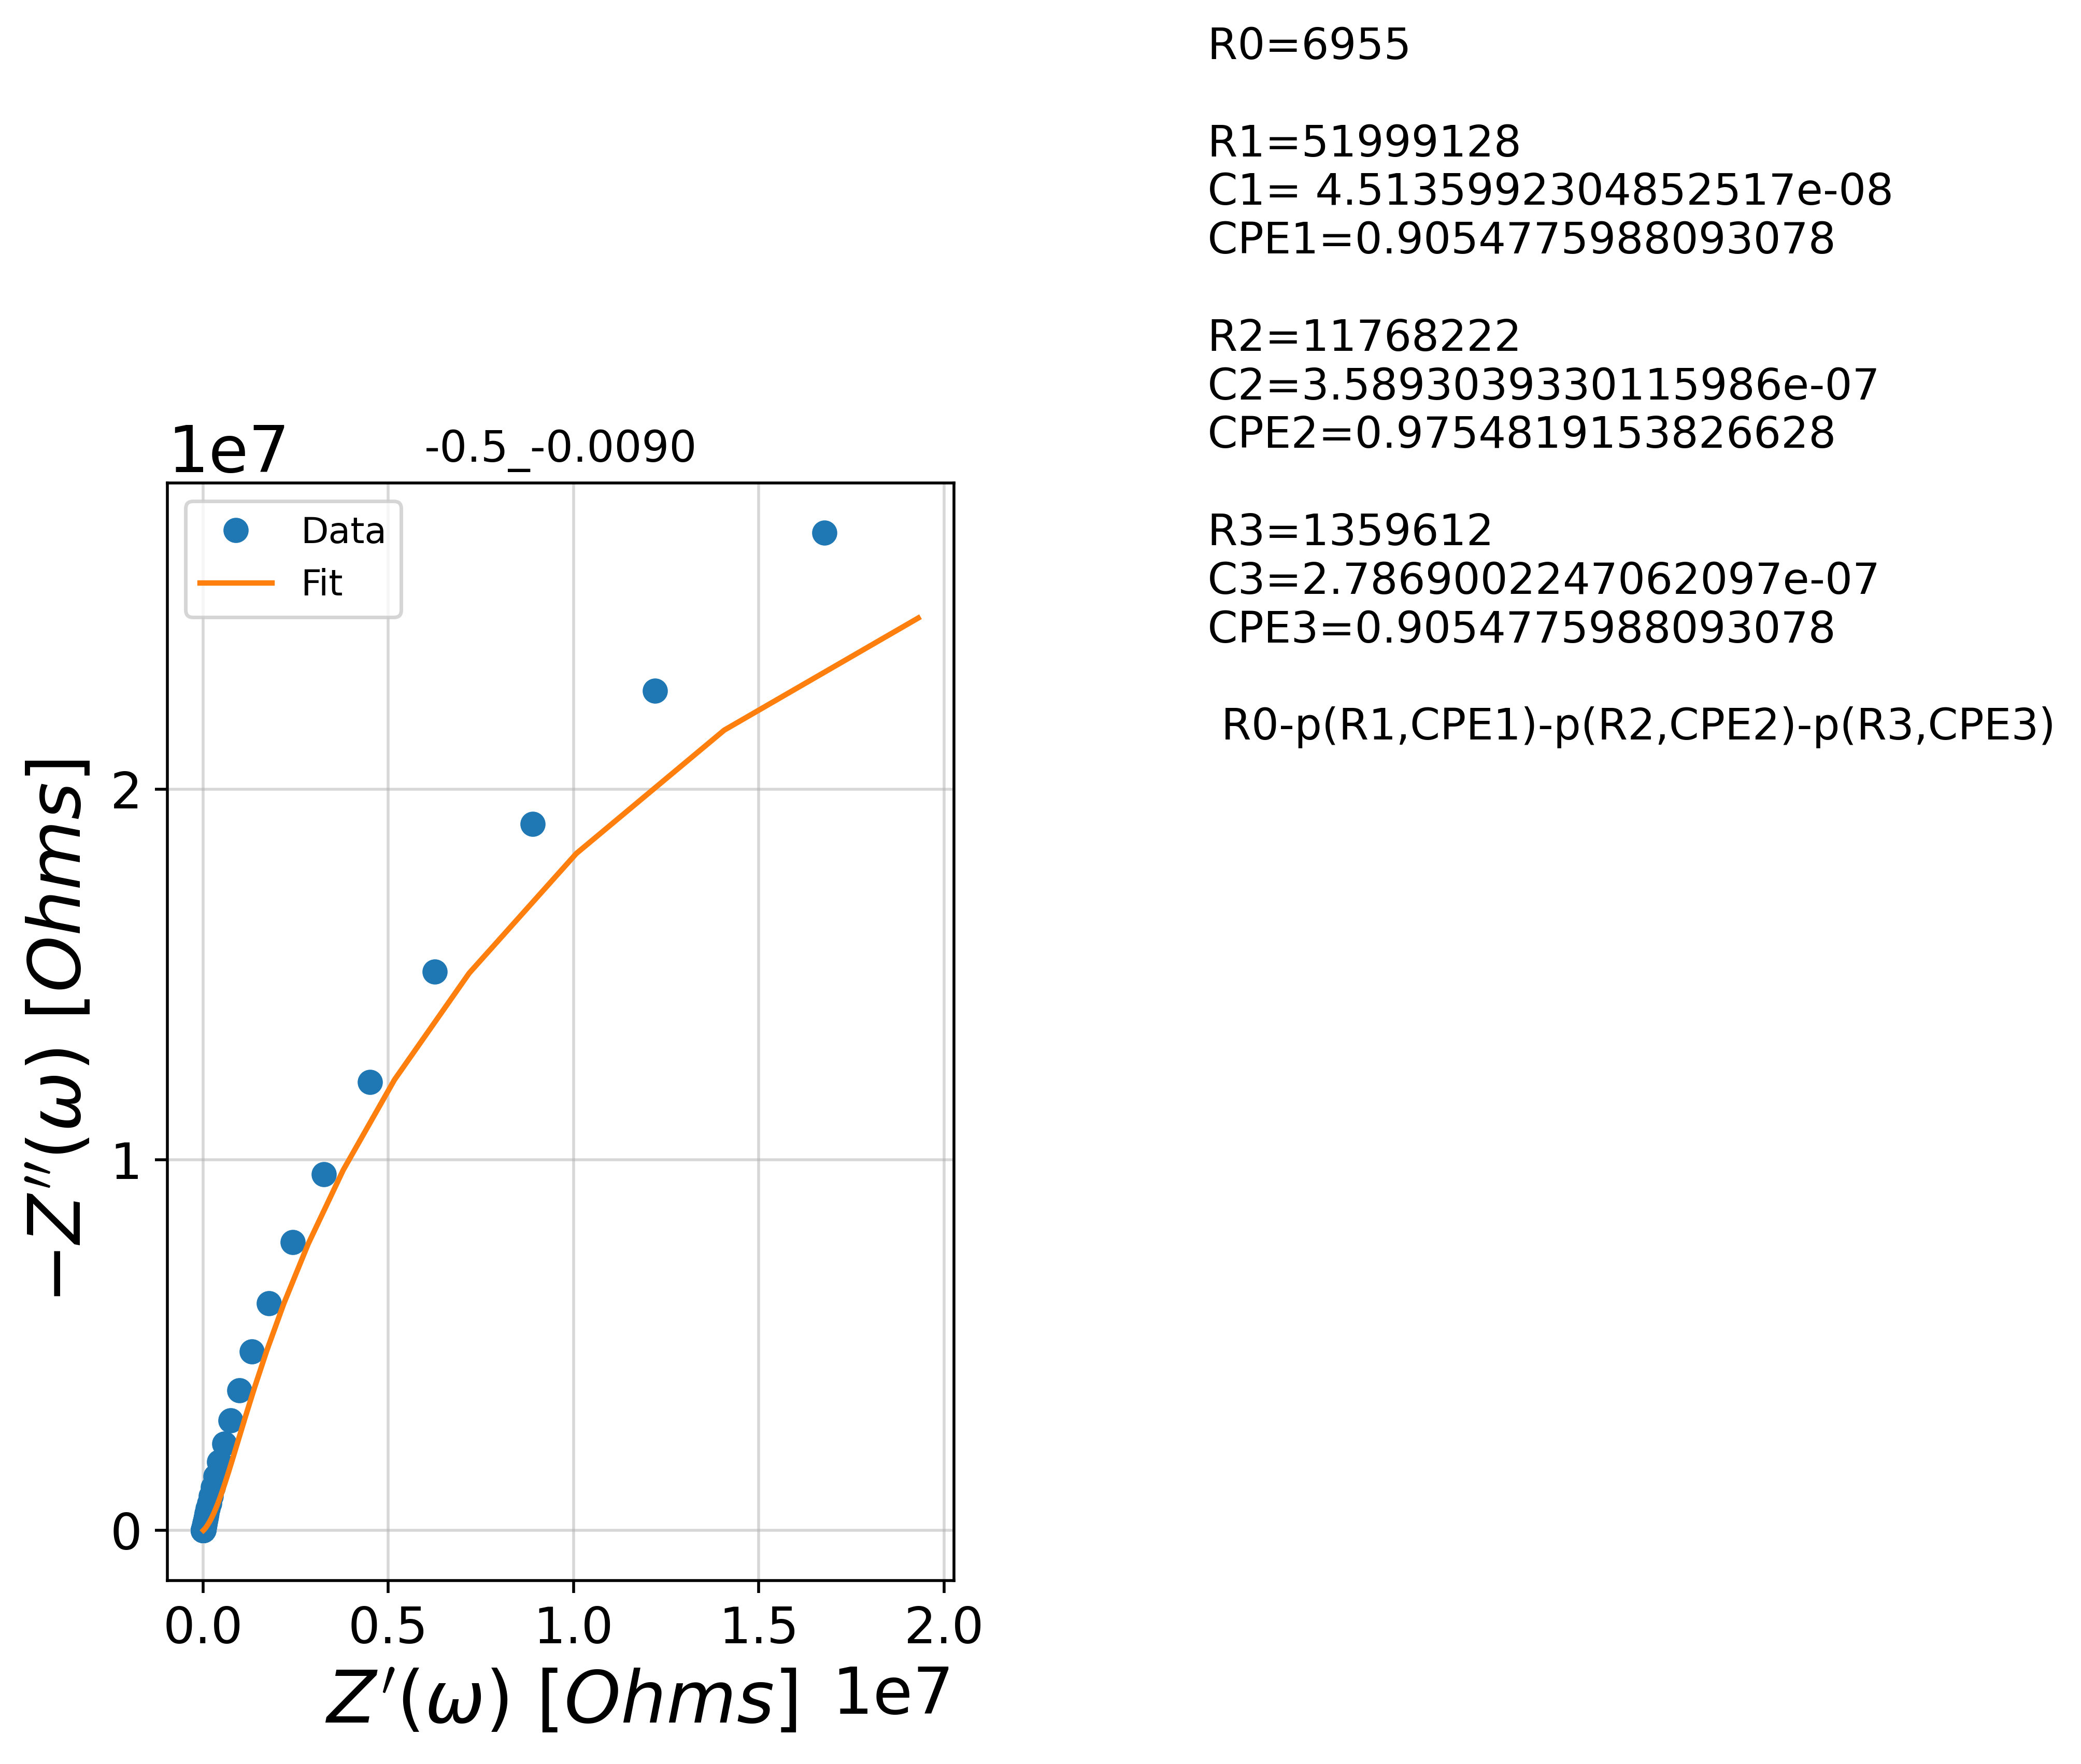 R0=6955
R1=51999128
C1= 4.5135992304852517e-08
CPE1=0.9054775988093078
R2=11768222
C2=3.5893039330115986e-07
CPE2=0.9754819153826628
R3=1359612
C3=2.7869002247062097e-07
CPE3=0.9054775988093078
R0-p(R1,CPE1)-p(R2,CPE2)-p(R3,CPE3)
1e7
-0.5_-0.0090
Data
Fit
2
1
0
−Z′′(ω) [Ohms]
0.0 0.5 1.0 1.5 2.0
Z′(ω) [Ohms]
1e7